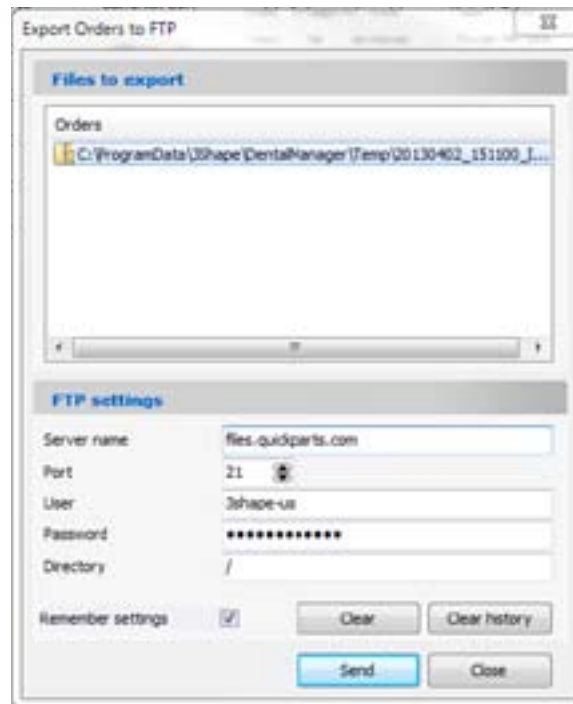 Export Orders to FTP
Files to export
Orders
C:\ProgramData\3Shape\DentalManager\Temp\20130402_151100_
FTP settings
Server name files.quickparts.com
Port 21
User 3shape-us
Password ••••••••••••
Directory /
Remember settings Clear Clear history
Send Close